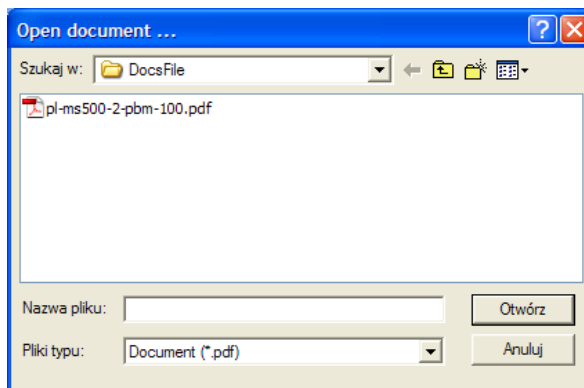 Open document ...
Szukaj w: DocsFile
pl-ms500-2-pbm-100.pdf
Nazwa pliku: Otwórz
Pliki typu: Document (*.pdf) Anuluj